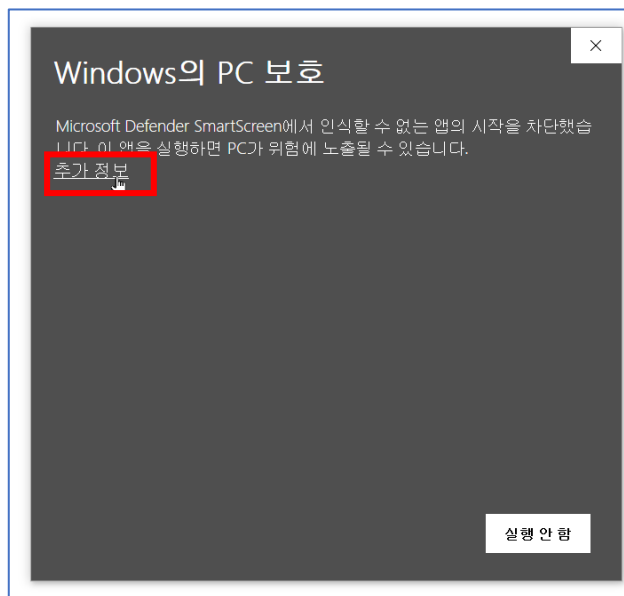 Windows의 PC 보호
Microsoft Defender SmartScreen에서 인식할 수 없는 앱의 시작을 차단했습
니다. 이 앱을 실행하면 PC가 위험에 노출될 수 있습니다.
추가 정보
실행 안 함